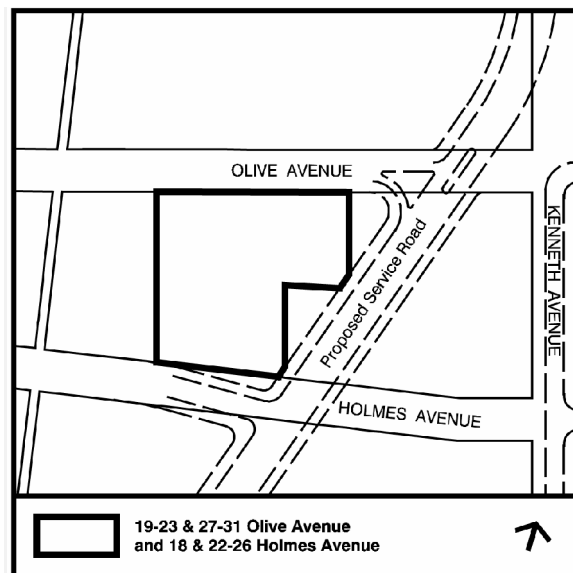 OLIVE AVENUE
KENNETH AVENUE
Proposed Service Road
HOLMES AVENUE
19-23 & 27-31 Olive Avenue
and 18 & 22-26 Holmes Avenue